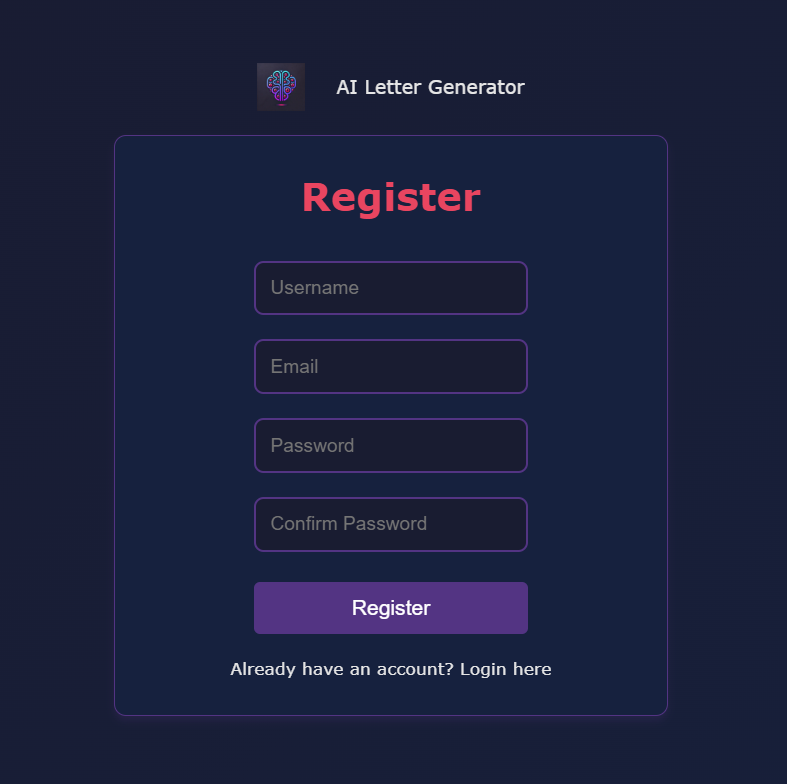 AI Letter Generator
Register
Username
Email
Password
Confirm Password
Register
Already have an account? Login here